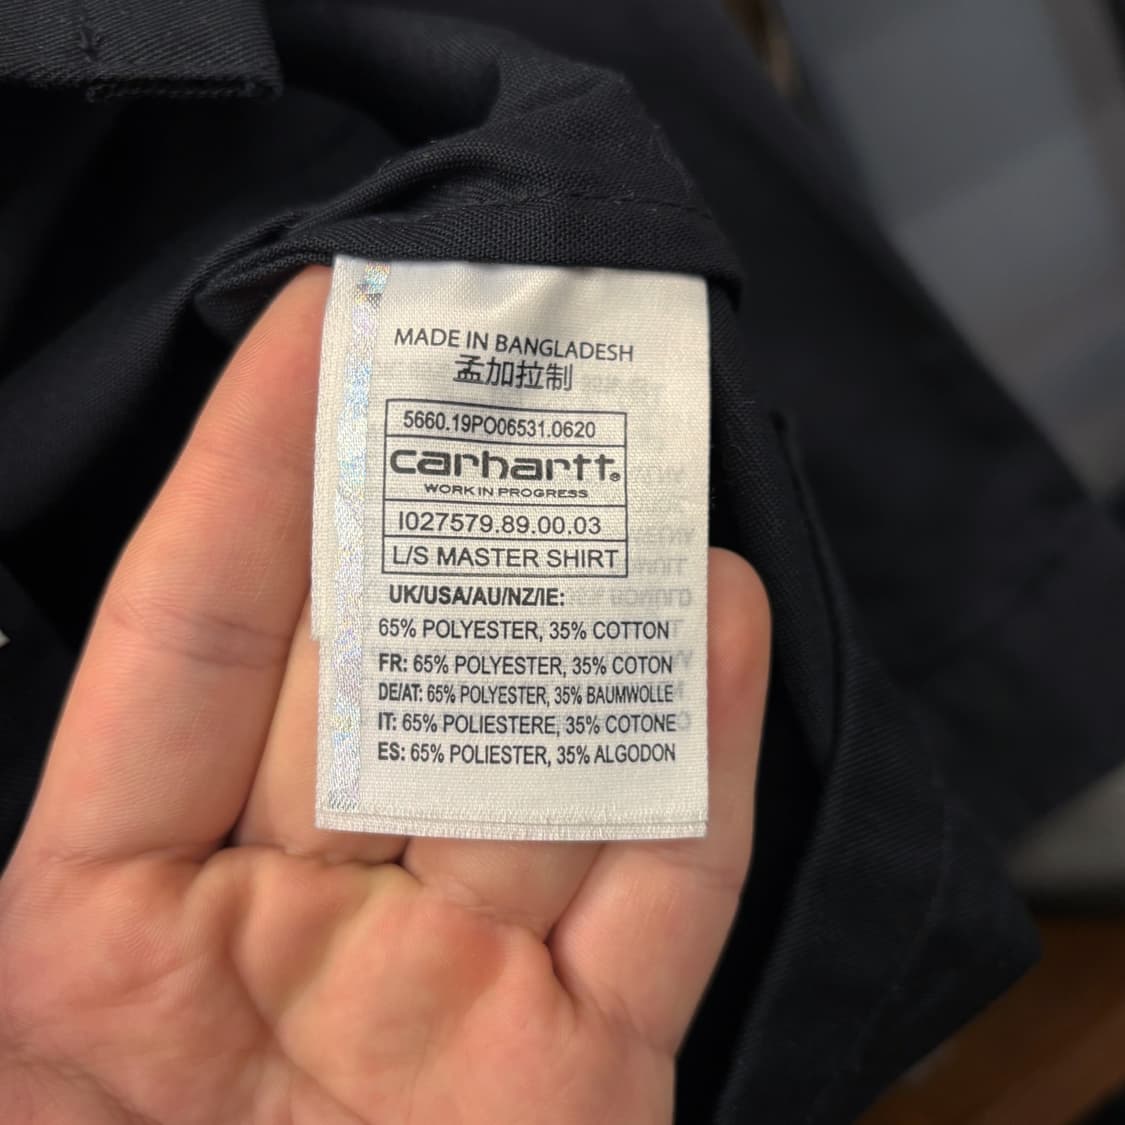 MADE IN BANGLADESH
孟加拉制
5660.19PO06531.0620
carhartt®
WORK IN PROGRESS
I027579.89.00.03
L/S MASTER SHIRT
UK/USA/AU/NZ/IE:
65% POLYESTER, 35% COTTON
FR: 65% POLYESTER, 35% COTON
DE/AT: 65% POLYESTER, 35% BAUMWOLLE
IT: 65% POLIESTERE, 35% COTONE
ES: 65% POLIESTER, 35% ALGODON